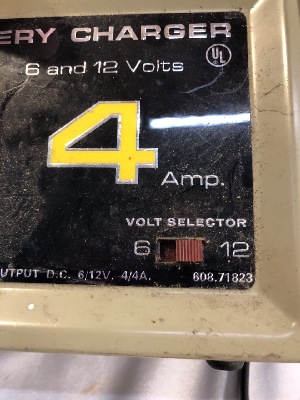 ERY CHARGER
UL
6 and 12 Volts
4
Amp.
VOLT SELECTOR
6 12
UTPUT D.C. 6/12V. 4/4A. 608.71823